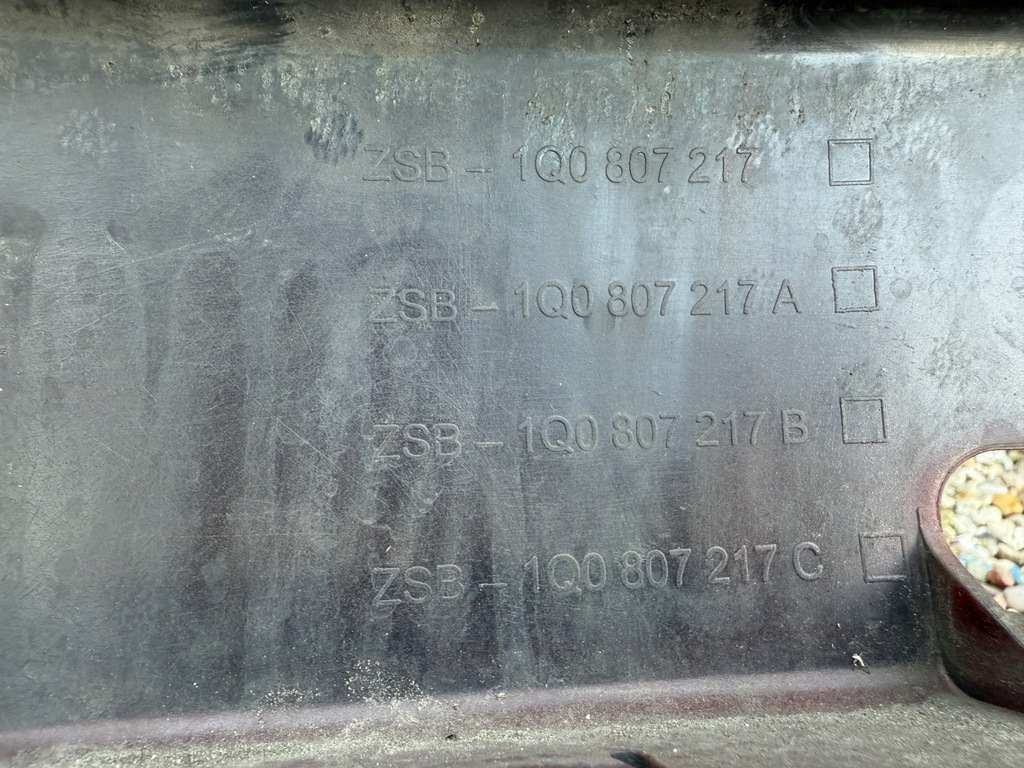 ZSB – 1Q0 807 217
ZSB – 1Q0 807 217 A
ZSB – 1Q0 807 217 B
ZSB – 1Q0 807 217 C